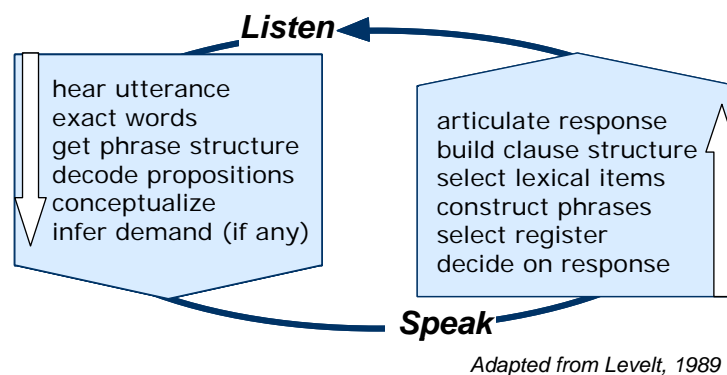 Listen
hear utterance
exact words
get phrase structure
decode propositions
conceptualize
infer demand (if any)
articulate response
build clause structure
select lexical items
construct phrases
select register
decide on response
Speak
Adapted from Levelt, 1989